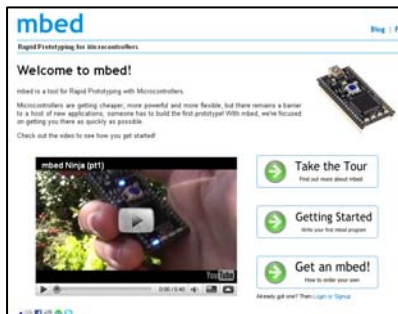 mbed
Blog |
Rapid Prototyping for Microcontrollers
Welcome to mbed!
mbed is a tool for Rapid Prototyping with Microcontrollers.
Microcontrollers are getting cheaper, more powerful and more flexible, but there remains a barrier
to a host of new applications; someone has to build the first prototype! With mbed, we've focused
on getting you there as quickly as possible.
Check out the video to see how you get started!
mbed Ninja (pt1)
0:00 / 5:40
YouTube
Take the Tour
Find out more about mbed
Getting Started
Write your first mbed program
Get an mbed!
How to order your own
Already got one? Then Login or Signup